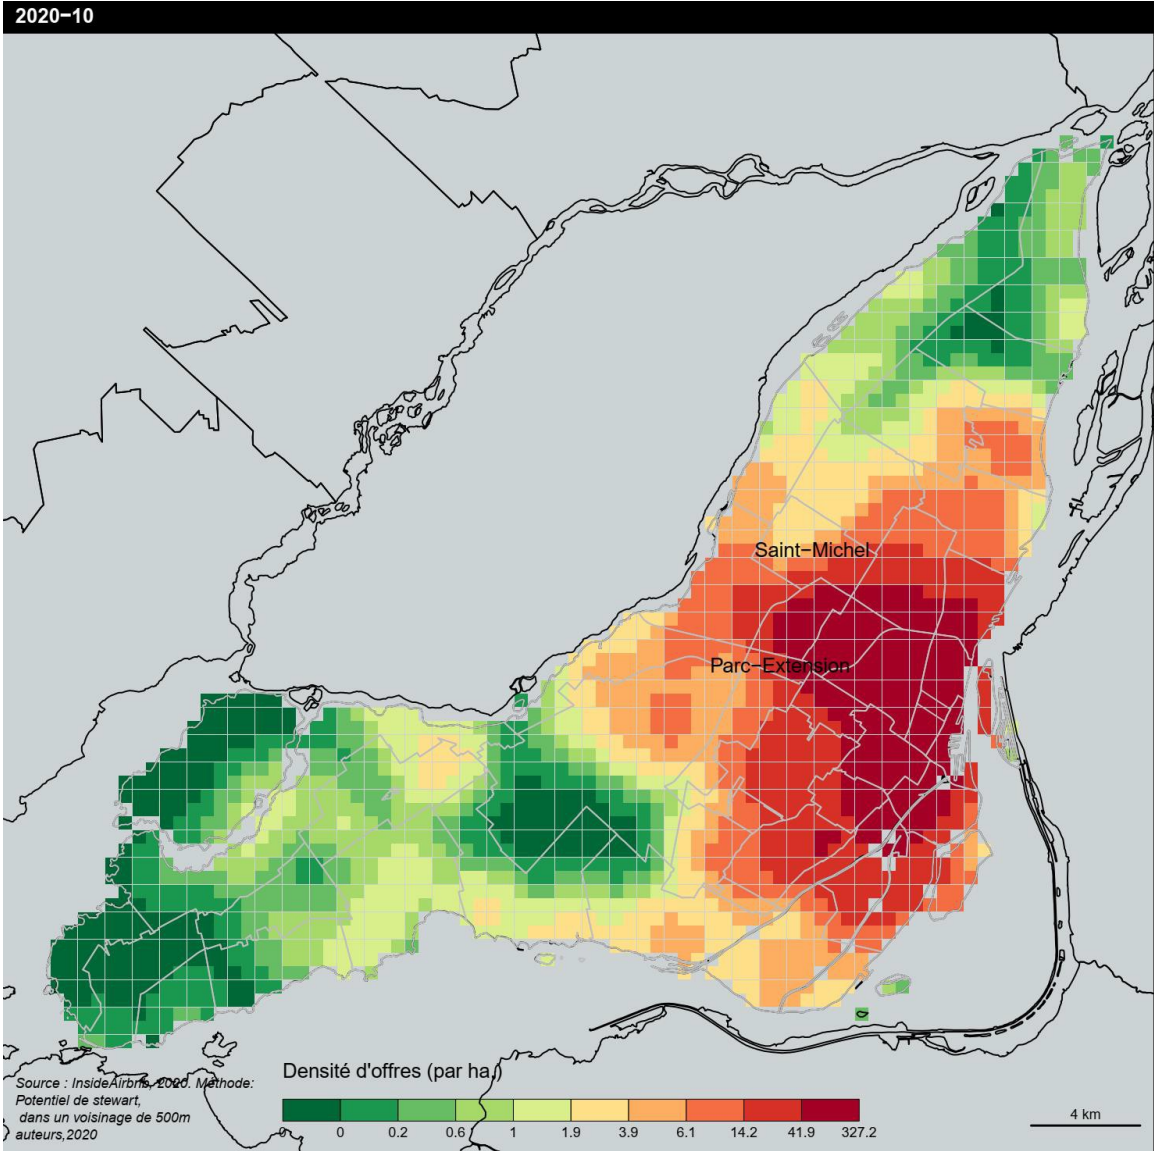 2020−10
Saint−Michel
Parc−Extension
Densité d'offres (par ha,)
0 0 0.2 0.6 1 1.9 3.9 6.1 14.2 41.9 327.2
Source : InsideAirbnb, 2020. Méthode:
Potentiel de stewart,
dans un voisinage de 500m
auteurs,2020
4 km